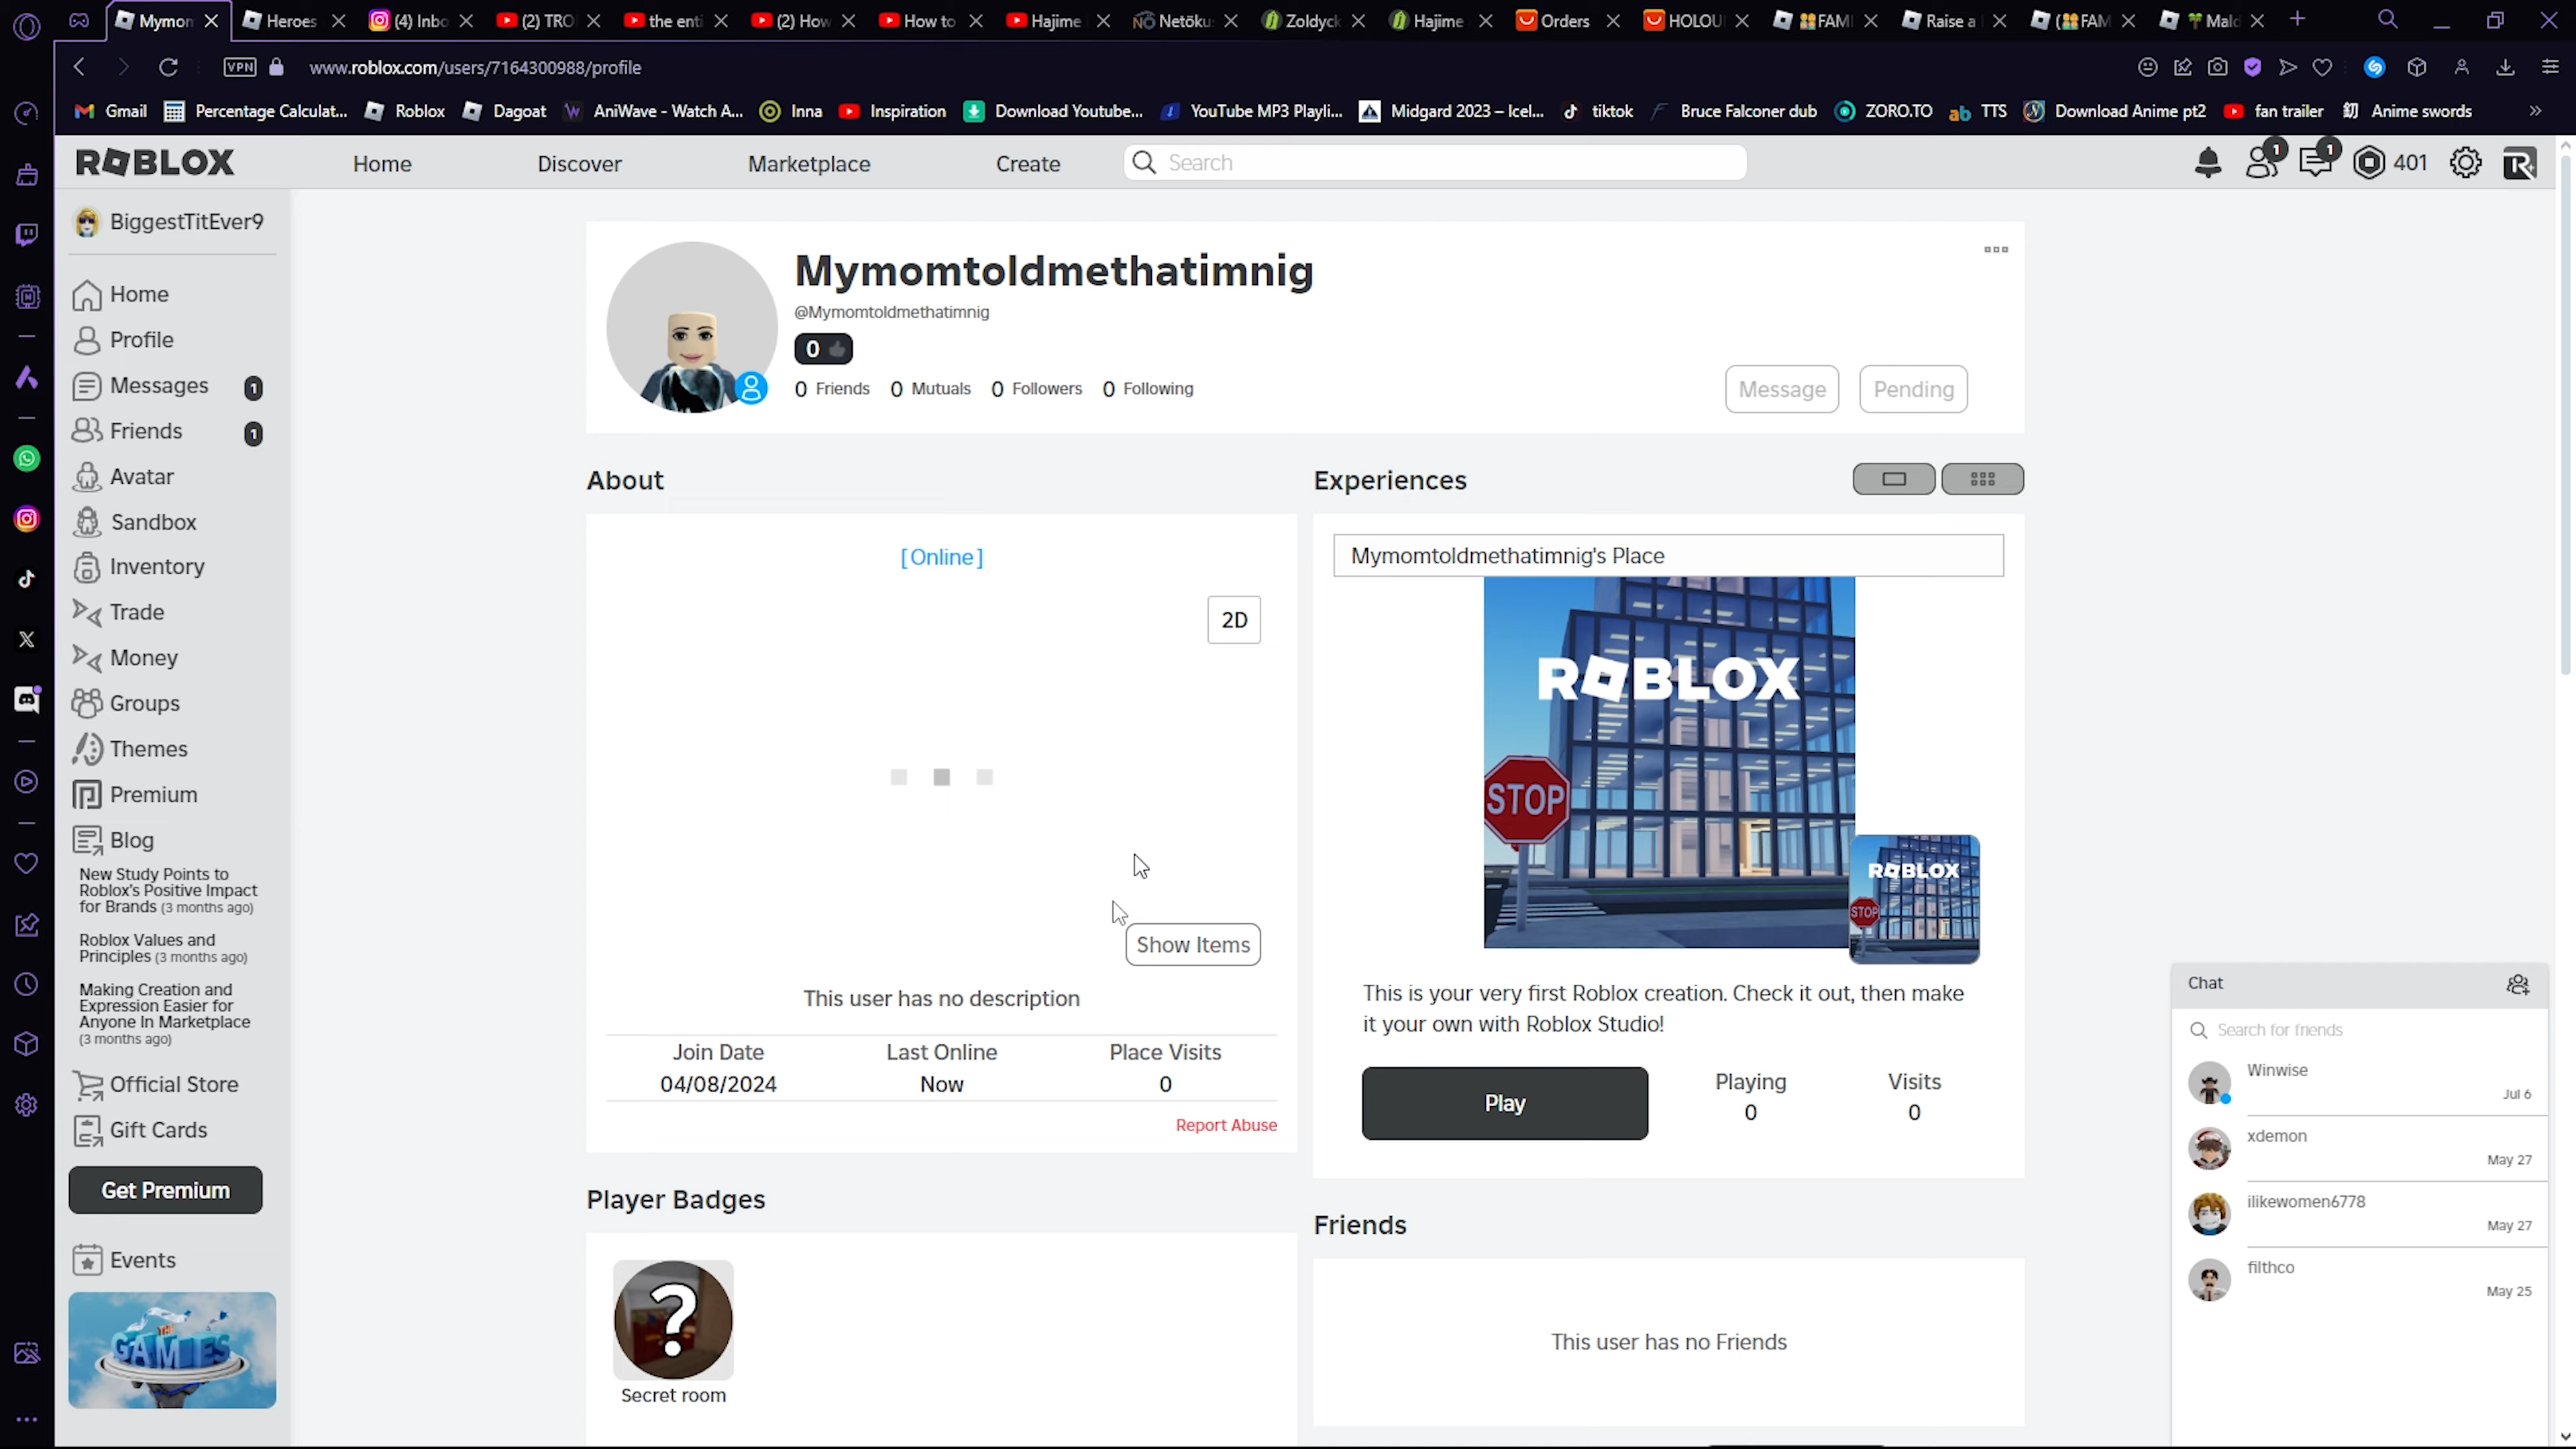 Mymon
Heroes
(4) Inbo
(2) TRO
the enti
(2) How
How to
Hajime
Netōku
Zoldyck
Hajime
Orders
HOLOU
FAM
Raise a
(FAM
Mald
VPN
www.roblox.com/users/7164300988/profile
Gmail
Percentage Calculat...
Roblox
Dagoat
AniWave - Watch A...
Inna
Inspiration
Download Youtube...
YouTube MP3 Playli...
Midgard 2023 – Icel...
tiktok
Bruce Falconer dub
ZORO.TO
TTS
Download Anime pt2
fan trailer
Anime swords
ROBLOX
Home
Discover
Marketplace
Create
Search
1
1
401
BiggestTitEver9
Home
Profile
Messages 1
Friends 1
Avatar
Sandbox
Inventory
Trade
Money
Groups
Themes
Premium
Blog
New Study Points to
Roblox's Positive Impact
for Brands (3 months ago)
Roblox Values and
Principles (3 months ago)
Making Creation and
Expression Easier for
Anyone In Marketplace
(3 months ago)
Official Store
Gift Cards
Get Premium
Events
THE GAMES
Mymomtoldmethatimnig
@Mymomtoldmethatimnig
0
0 Friends 0 Mutuals 0 Followers 0 Following
Message
Pending
About
[ Online ]
2D
Show Items
This user has no description
Join Date Last Online Place Visits
04/08/2024 Now 0
Report Abuse
Player Badges
?
Secret room
Experiences
Mymomtoldmethatimnig's Place
ROBLOX
STOP
ROBLOX
STOP
This is your very first Roblox creation. Check it out, then make
it your own with Roblox Studio!
Play
Playing Visits
0 0
Friends
This user has no Friends
Chat
Search for friends
Winwise
Jul 6
xdemon
May 27
ilikewomen6778
May 27
filthco
May 25